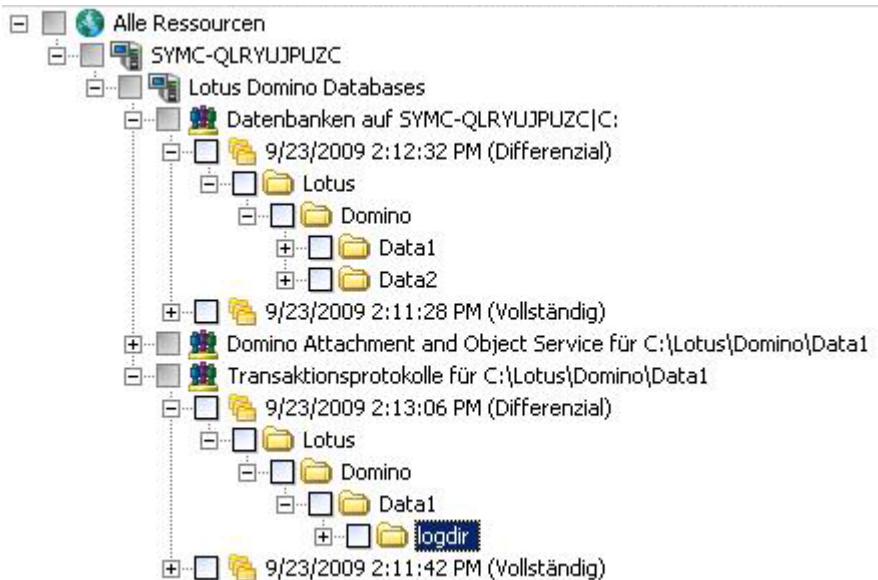 Alle Ressourcen
SYMC-QLRYUJPUZC
Lotus Domino Databases
Datenbanken auf SYMC-QLRYUJPUZC|C:
9/23/2009 2:12:32 PM (Differenzial)
Lotus
Domino
Data1
Data2
9/23/2009 2:11:28 PM (Vollständig)
Domino Attachment and Object Service für C:\Lotus\Domino\Data1
Transaktionsprotokolle für C:\Lotus\Domino\Data1
9/23/2009 2:13:06 PM (Differenzial)
Lotus
Domino
Data1
logdir
9/23/2009 2:11:42 PM (Vollständig)